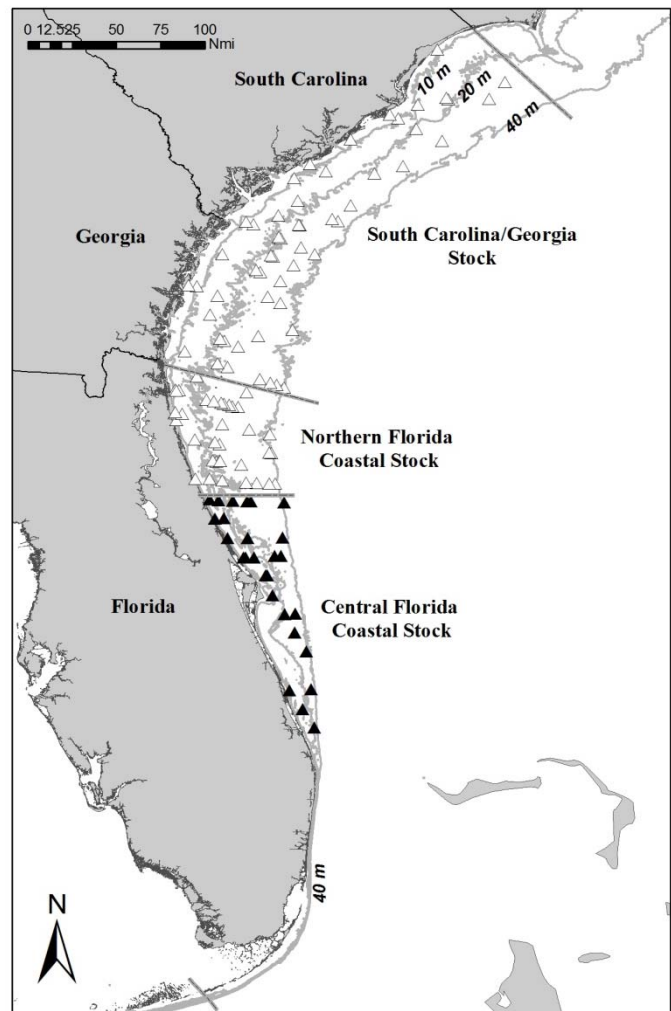 0 12.525 50 75 100
Nmi
South Carolina
10 m
20 m
40 m
Georgia
South Carolina/Georgia
Stock
Northern Florida
Coastal Stock
Florida
Central Florida
Coastal Stock
40 m
N